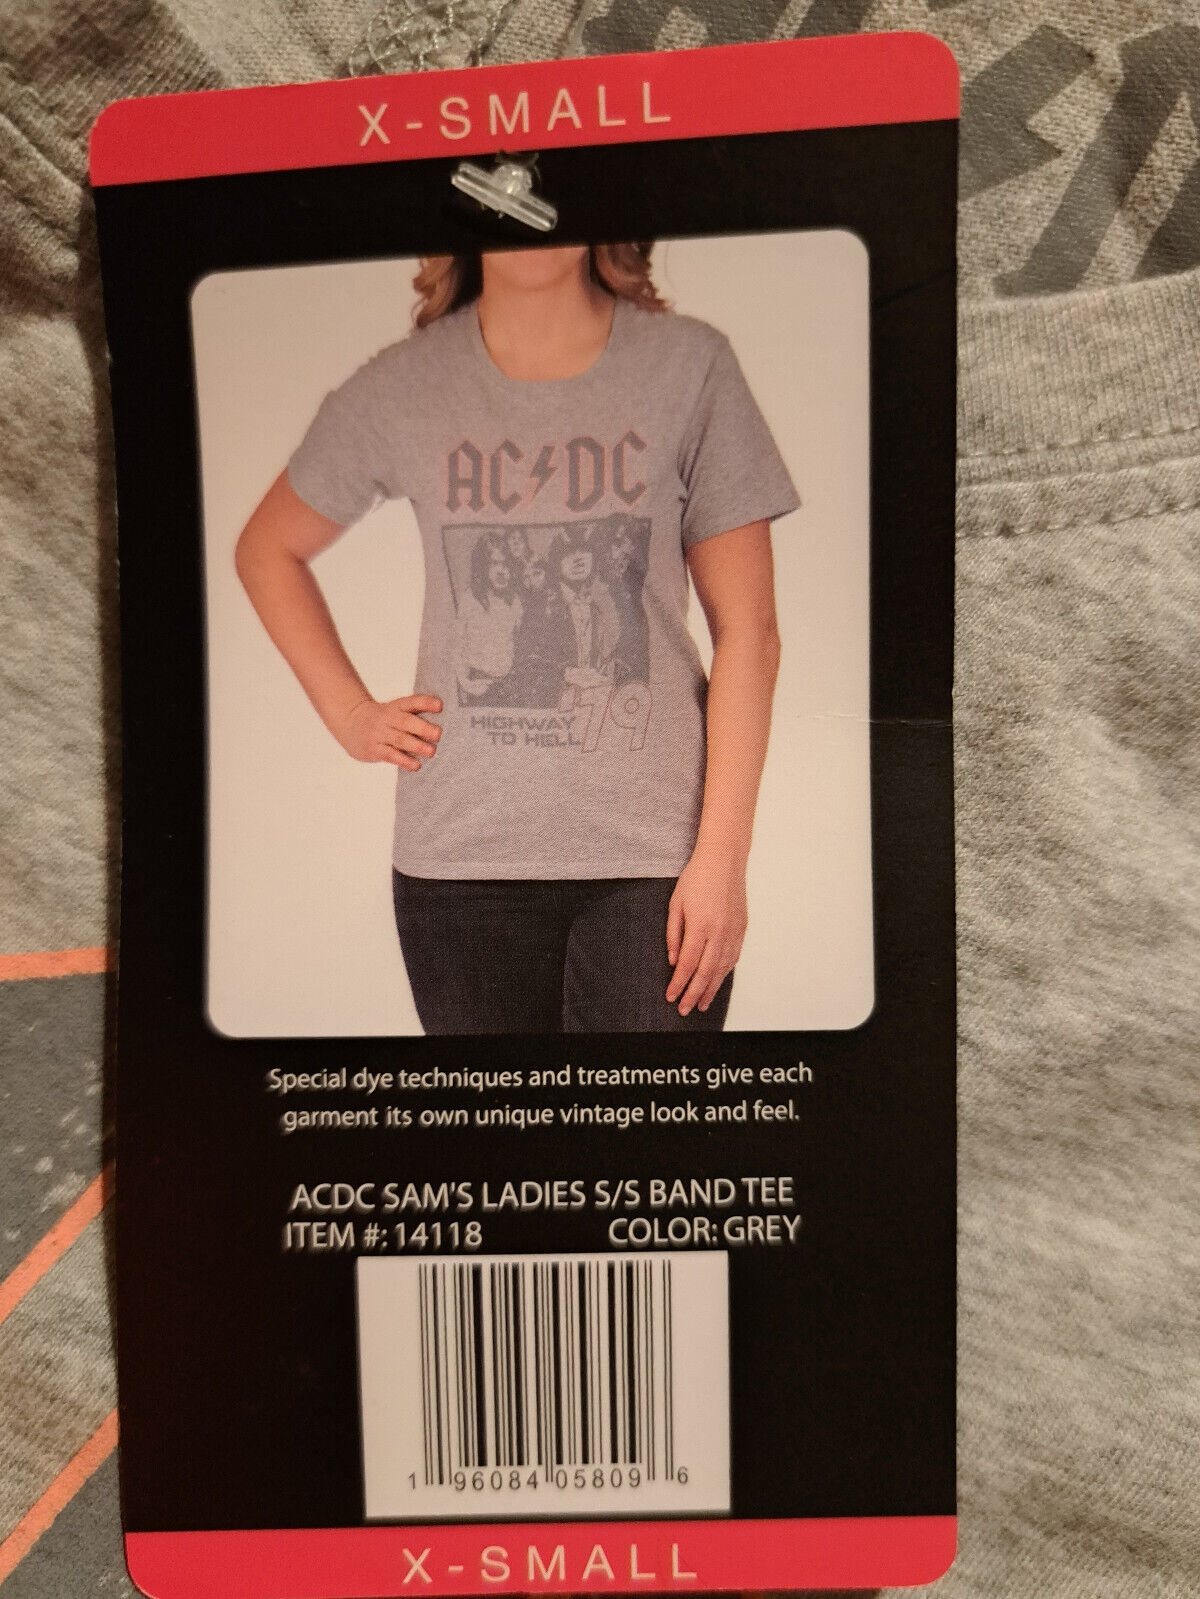 X-SMALL
AC DC
'79
HIGHWAY
TO HELL
Special dye techniques and treatments give each
garment its own unique vintage look and feel.
ACDC SAM'S LADIES S/S BAND TEE
ITEM #: 14118 COLOR: GREY
1 96084 05809 6
X-SMALL